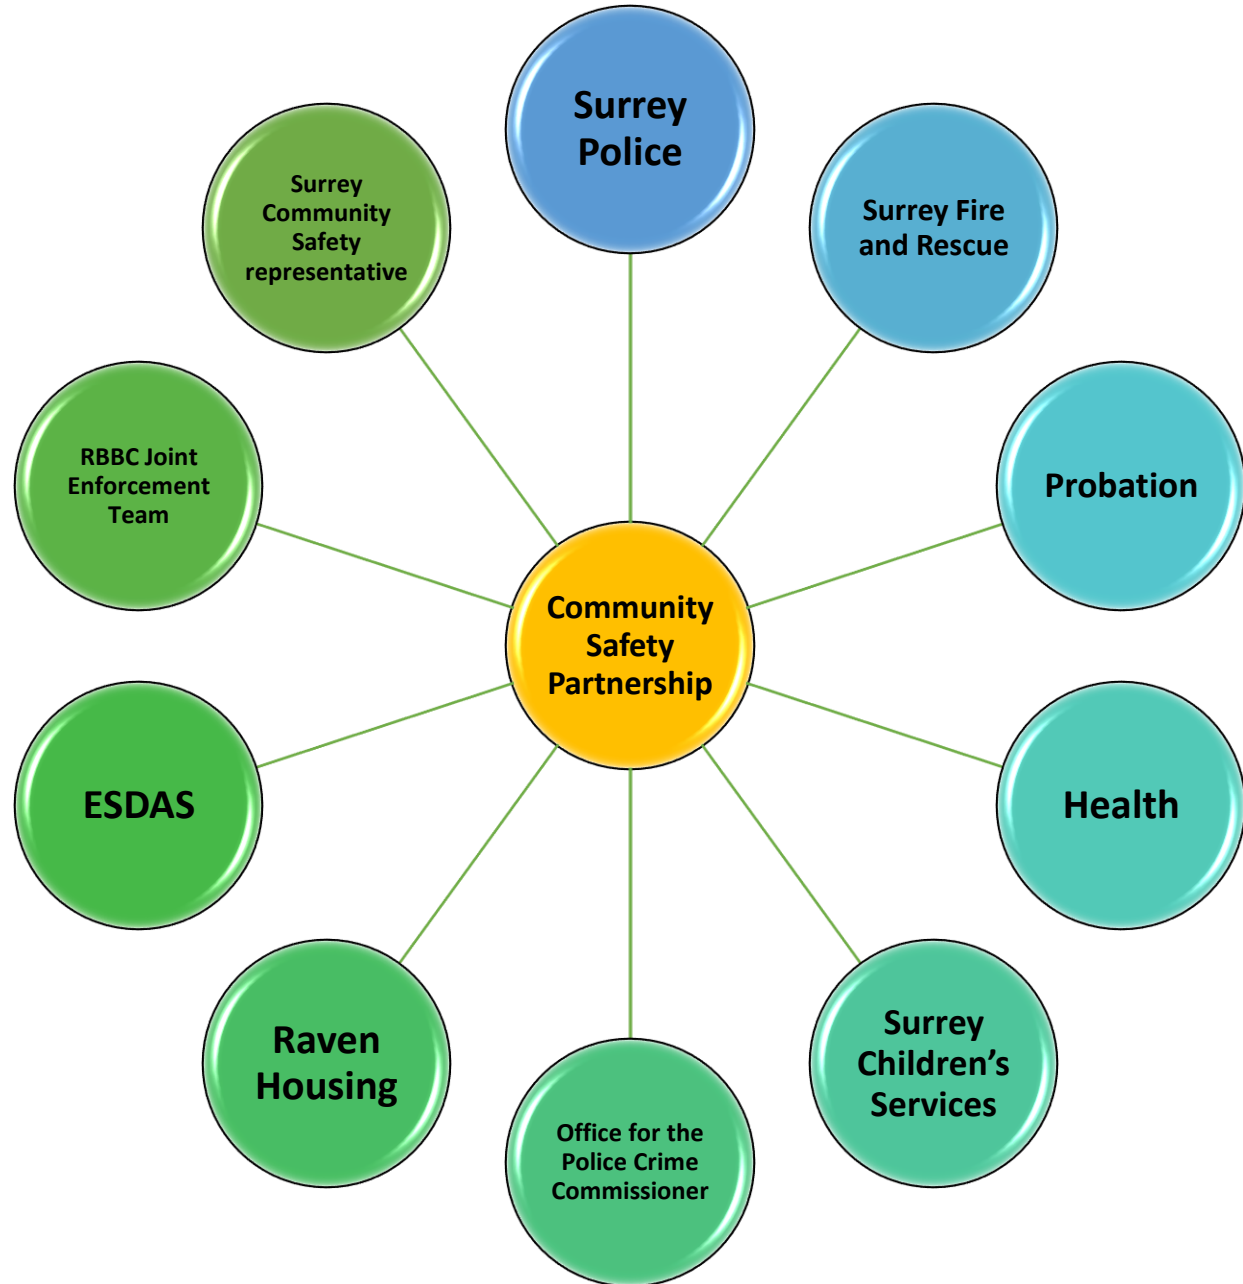 Surrey
Police
Surrey Fire
and Rescue
Probation
Health
Surrey
Children’s
Services
Office for the
Police Crime
Commissioner
Raven
Housing
ESDAS
RBBC Joint
Enforcement
Team
Surrey
Community
Safety
representative
Community
Safety
Partnership